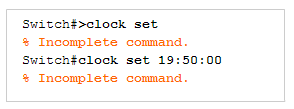 Switch#>clock set
% Incomplete command.
Switch#clock set 19:50:00
% Incomplete command.